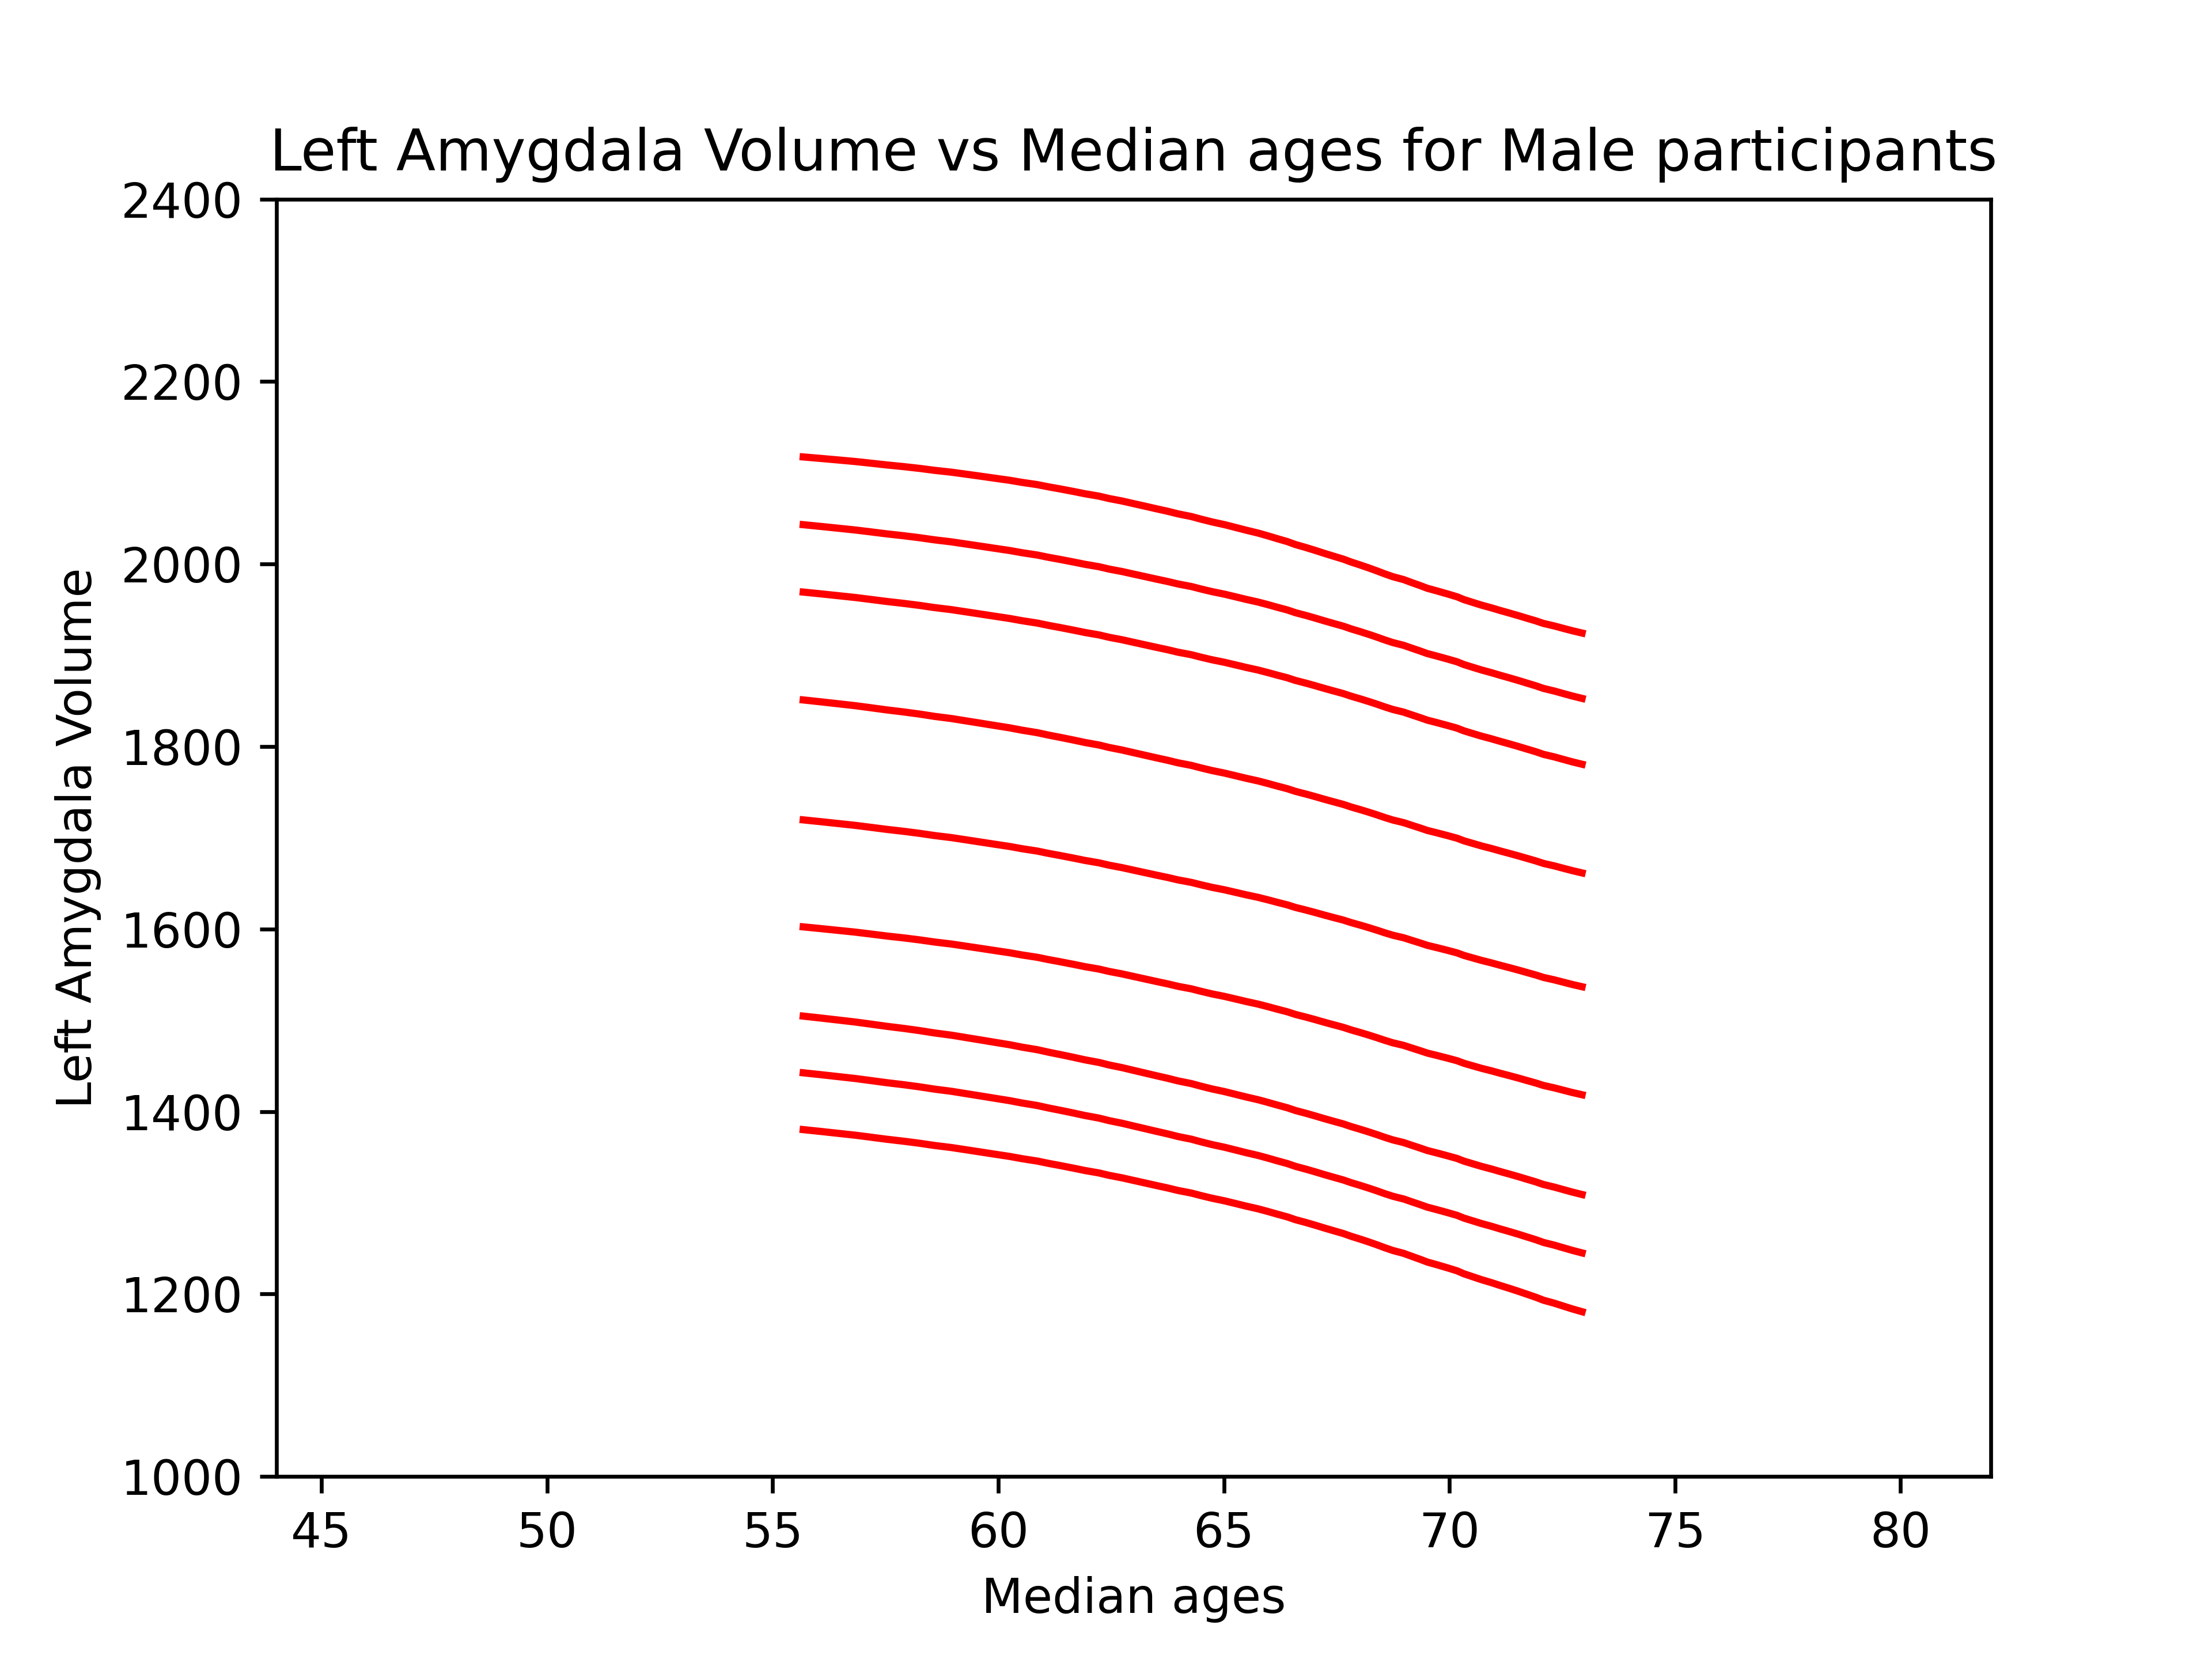 Left Amygdala Volume vs Median ages for Male participants
2400
2200
2000
1800
1600
1400
1200
1000
Left Amygdala Volume
45 50 55 60 65 70 75 80
Median ages